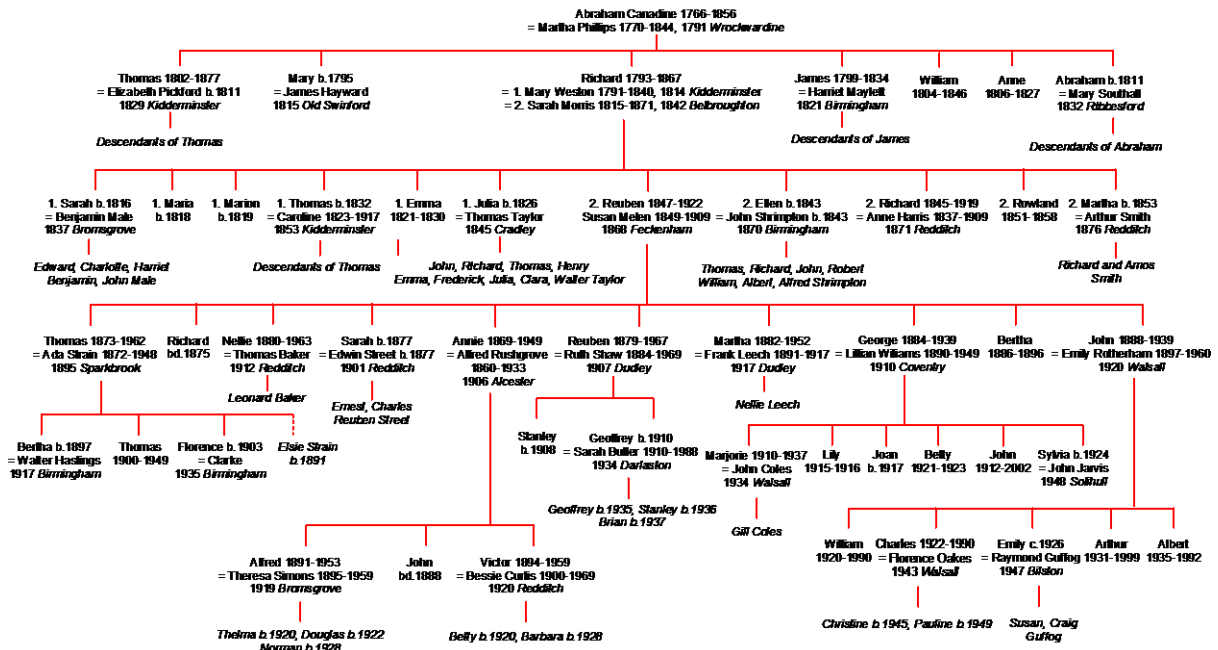 Abraham Canadine 1766-1856
= Martha Phillips 1770-1844, 1791 Wrockwardine
Thomas 1802-1877
= Elizabeth Pickford b.1811
1829 Kidderminster
Descendants of Thomas
Mary b.1795
= James Hayward
1815 Old Swinford
Richard 1793-1867
= 1. Mary Weston 1791-1840, 1814 Kidderminster
= 2. Sarah Morris 1815-1871, 1842 Belbroughton
James 1799-1834
= Harriet Maylett
1821 Birmingham
Descendants of James
William
1804-1846
Anne
1806-1827
Abraham b.1811
= Mary Southall
1832 Ribbesford
Descendants of Abraham
1. Sarah b.1816
= Benjamin Male
1837 Bromsgrove
Edward, Charlotte, Harriet
Benjamin, John Male
1. Maria
b.1818
1. Marion
b.1819
1. Thomas b.1832
= Caroline 1823-1917
1853 Kidderminster
Descendants of Thomas
1. Emma
1821-1830
1. Julia b.1826
= Thomas Taylor
1845 Cradley
John, Richard, Thomas, Henry
Emma, Frederick, Julia, Clara, Walter Taylor
2. Reuben 1847-1922
Susan Melen 1849-1909
1868 Feckenham
2. Ellen b.1843
= John Shrimpton b.1843
1870 Birmingham
Thomas, Richard, John, Robert
William, Albert, Alfred Shrimpton
2. Richard 1845-1919
= Anne Harris 1837-1909
1871 Redditch
2. Rowland
1851-1858
2. Martha b.1853
= Arthur Smith
1876 Redditch
Richard and Amos
Smith
Thomas 1873-1962
= Ada Strain 1872-1948
1895 Sparkbrook
Richard
bd.1875
Nellie 1880-1963
= Thomas Baker
1912 Redditch
Leonard Baker
Sarah b.1877
= Edwin Street b.1877
1901 Redditch
Ernest, Charles
Reuben Street
Annie 1869-1949
= Alfred Rushgrove
1860-1933
1906 Alcester
Reuben 1879-1967
= Ruth Shaw 1884-1969
1907 Dudley
Martha 1882-1952
= Frank Leech 1891-1917
1917 Dudley
Nellie Leech
George 1884-1939
= Lillian Williams 1890-1949
1910 Coventry
Bertha
1886-1896
John 1888-1939
= Emily Rotherham 1897-1960
1920 Walsall
Bertha b.1897
= Walter Hastings
1917 Birmingham
Thomas
1900-1949
Florence b.1903
= Clarke
1935 Birmingham
Elsie Strain
b.1891
Stanley
b.1908
Geoffrey b.1910
= Sarah Butler 1910-1988
1934 Darlaston
Geoffrey b.1935, Stanley b.1936
Brian b.1937
Marjorie 1910-1937
= John Coles
1934 Walsall
Gill Coles
Lily
1915-1916
Joan
b.1917
Betty
1921-1923
John
1912-2002
Sylvia b.1924
= John Jarvis
1948 Solihull
Alfred 1891-1953
= Theresa Simons 1895-1959
1919 Bromsgrove
Thelma b.1920, Douglas b.1922
Norman b.1928
John
bd.1888
Victor 1894-1959
= Bessie Curtis 1900-1969
1920 Redditch
Betty b.1920, Barbara b.1928
William
1920-1990
Charles 1922-1990
= Florence Oakes
1943 Walsall
Christine b.1945, Pauline b.1949
Emily c.1926
= Raymond Guffog
1947 Bilston
Susan, Craig
Guffog
Arthur
1931-1999
Albert
1935-1992